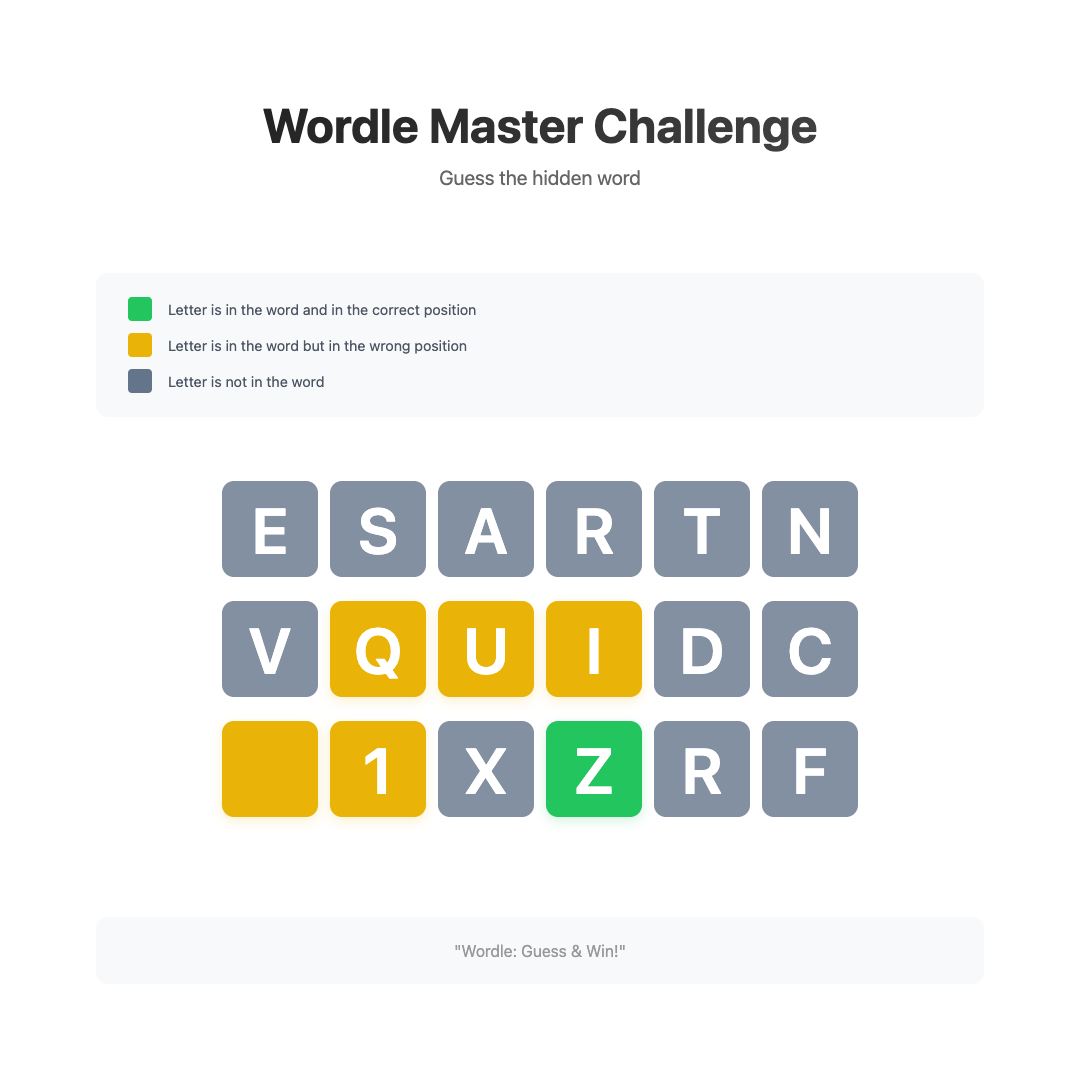 Wordle Master Challenge
Guess the hidden word
Letter is in the word and in the correct position
Letter is in the word but in the wrong position
Letter is not in the word
E S A R T N
V Q U I D C
1 X Z R F
"Wordle: Guess & Win!"